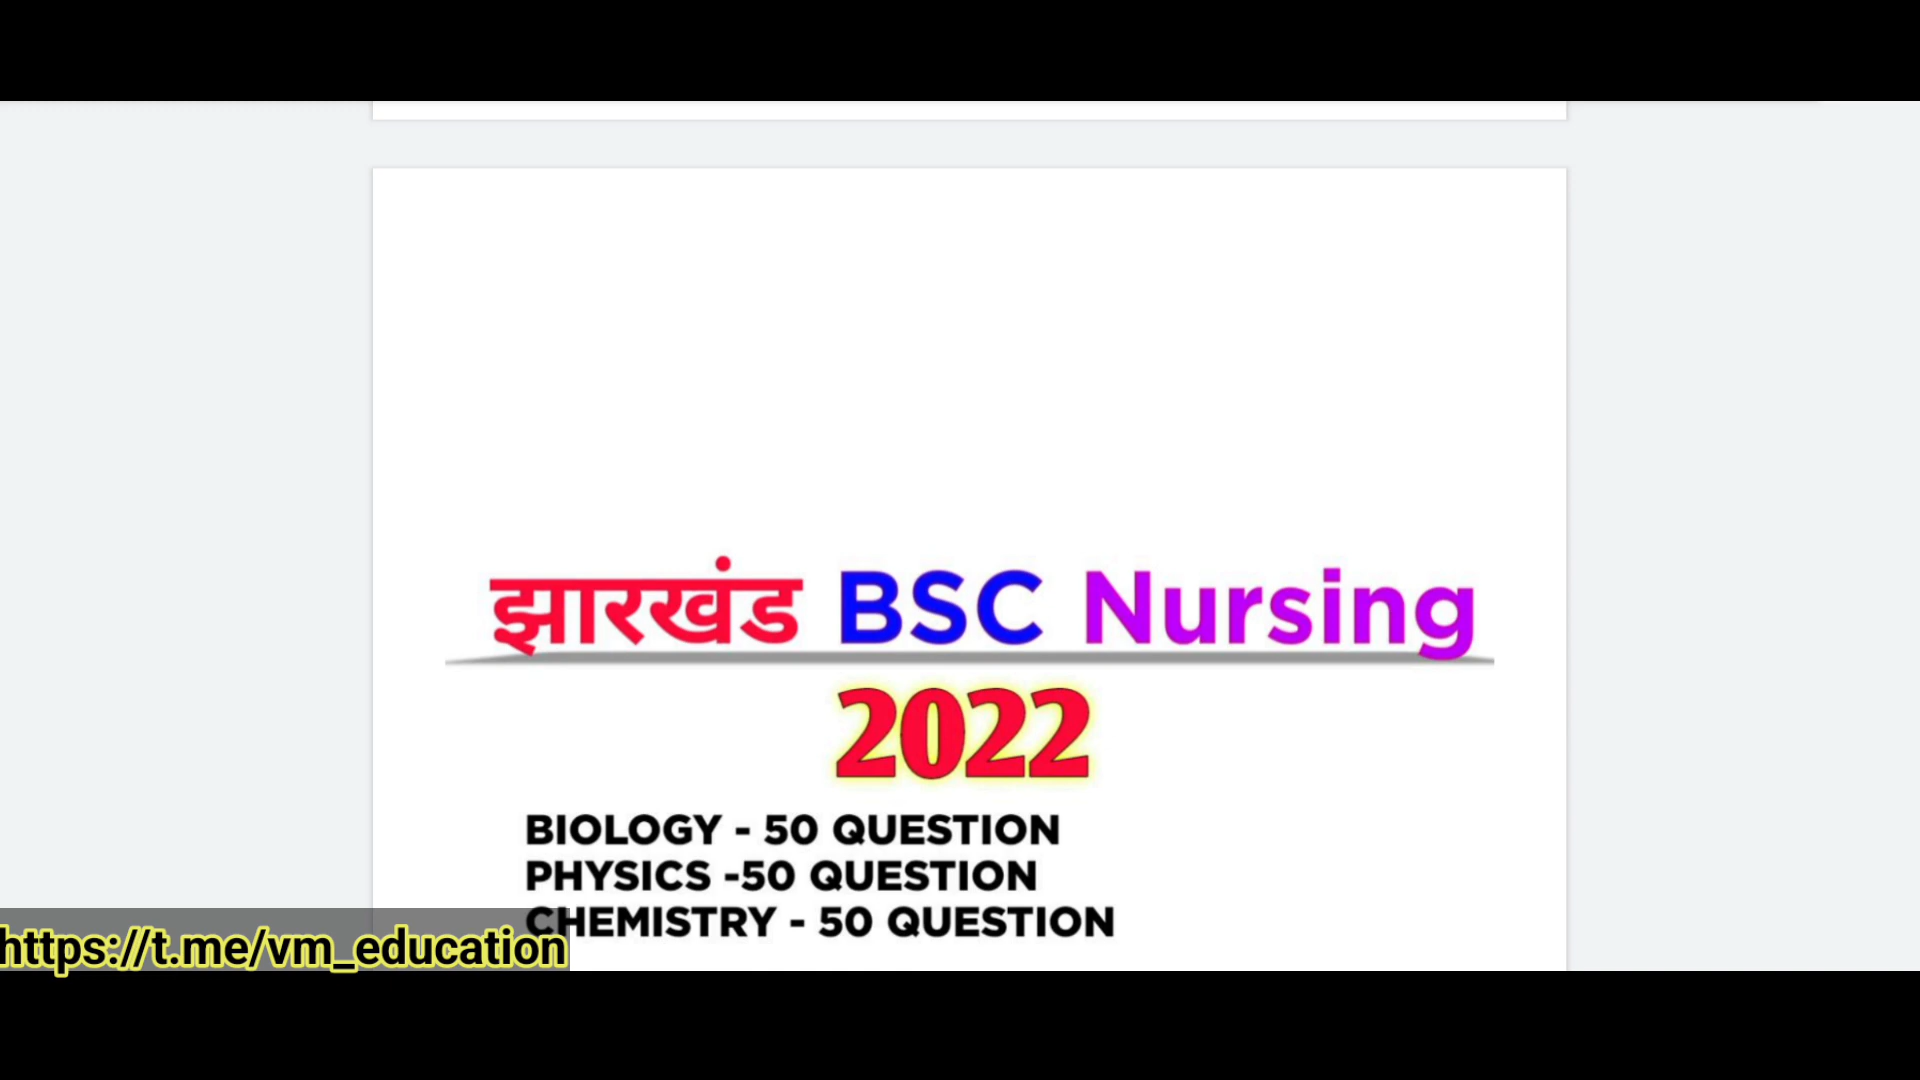 झारखंड BSC Nursing
2022
BIOLOGY - 50 QUESTION
PHYSICS -50 QUESTION
CHEMISTRY - 50 QUESTION
https://t.me/vm_education